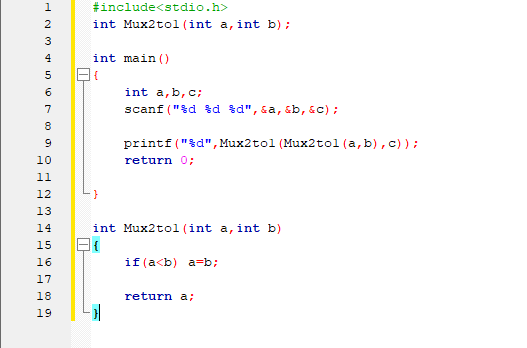 1 #include<stdio.h>
2 int Mux2to1(int a,int b);
3
4 int main()
5 {
6 int a,b,c;
7 scanf("%d %d %d",&a,&b,&c);
8
9 printf("%d",Mux2to1(Mux2to1(a,b),c));
10 return 0;
11
12 }
13
14 int Mux2to1(int a,int b)
15 {
16 if(a<b) a=b;
17
18 return a;
19 }